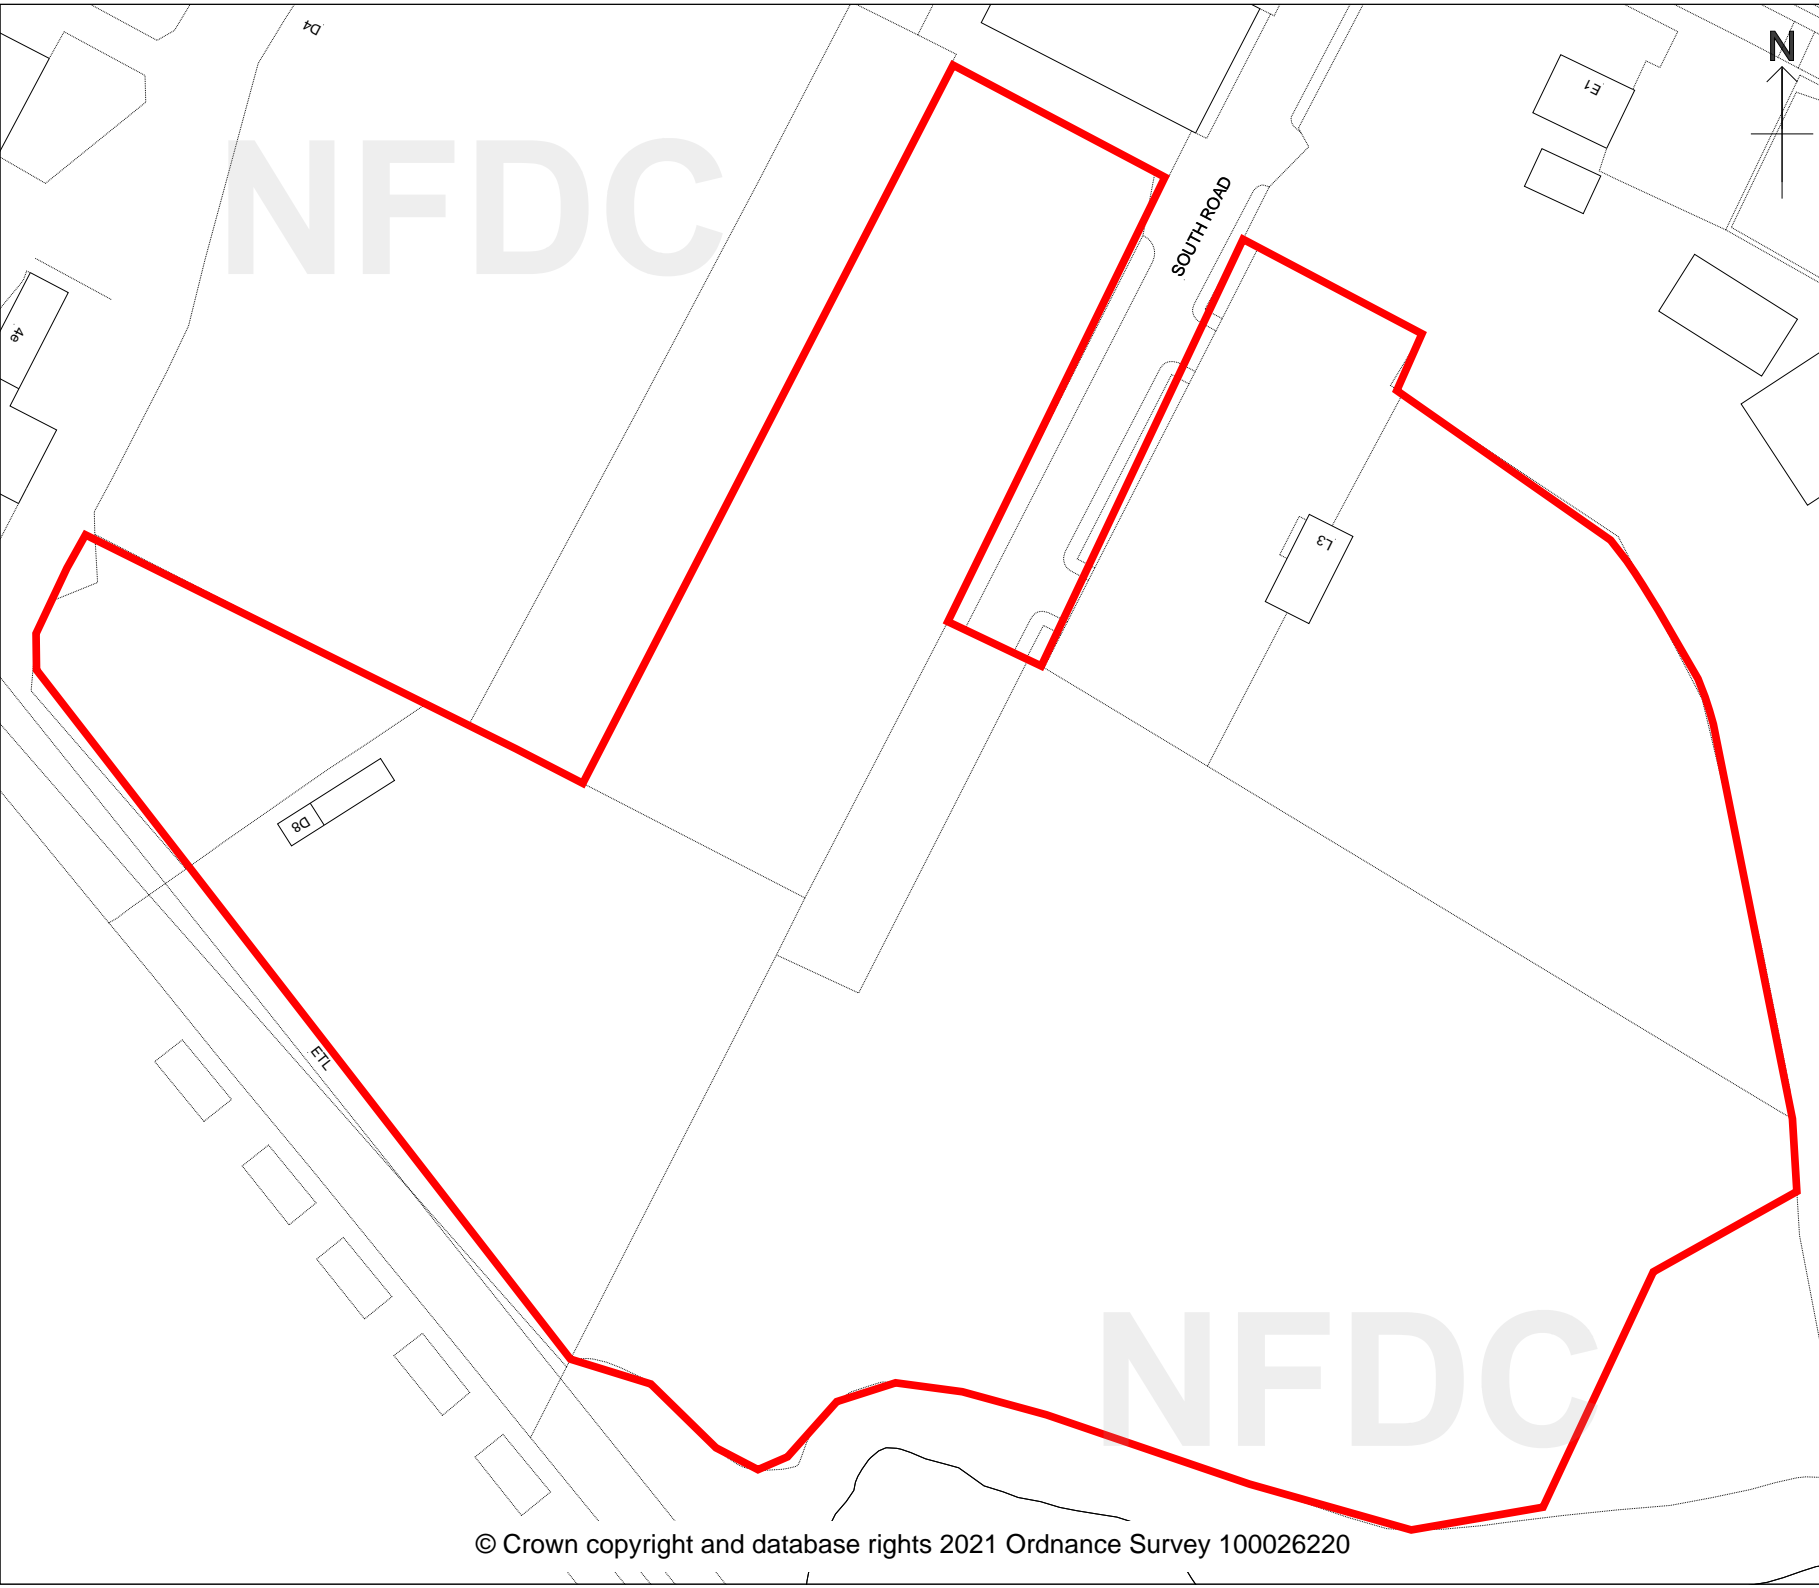 D4
N
E1
NFDC
SOUTH ROAD
4e
L3
D8
ETL
NFDC
© Crown copyright and database rights 2021 Ordnance Survey 100026220